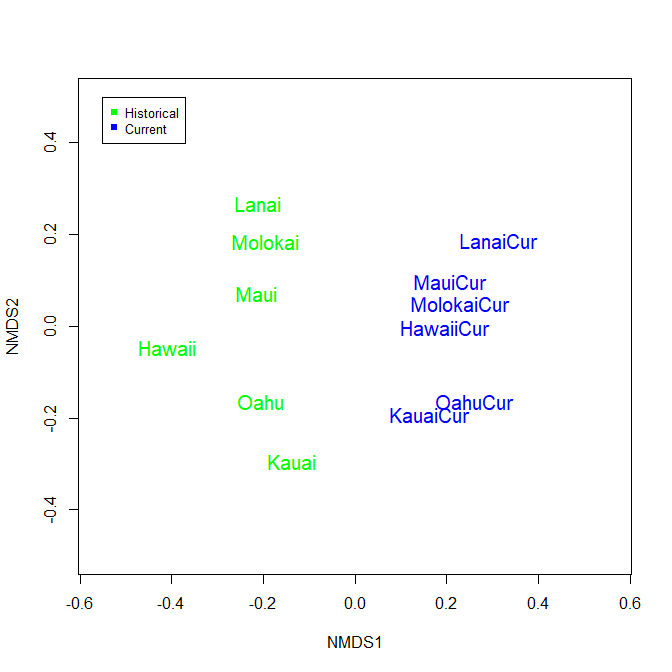 Historical
Current
Lanai
Molokai
Maui
Hawaii
Oahu
Kauai
LanaiCur
MauiCur
MolokaiCur
HawaiiCur
OahuCur
KauaiCur
NMDS2
0.4
0.2
0.0
-0.2
-0.4
-0.6
-0.4
-0.2
0.0
0.2
0.4
0.6
NMDS1